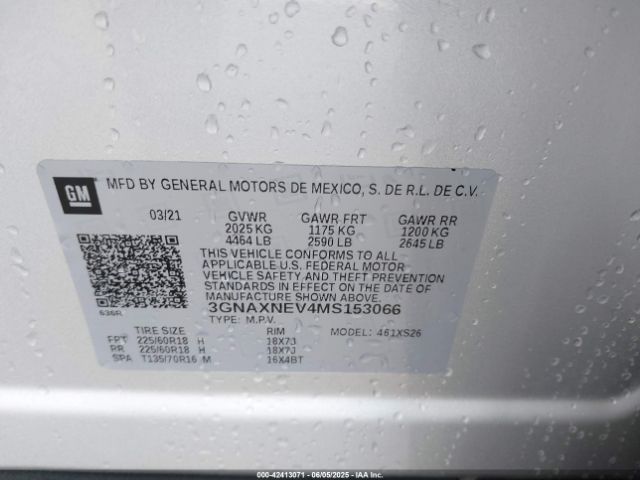 GM
MFD BY GENERAL MOTORS DE MEXICO, S. DE R.L. DE C.V.
03/21 GVWR GAWR FRT GAWR RR
2025 KG 1175 KG 1200 KG
4464 LB 2590 LB 2645 LB
THIS VEHICLE CONFORMS TO ALL
APPLICABLE U.S. FEDERAL MOTOR
VEHICLE SAFETY AND THEFT PREVENTION
STANDARDS IN EFFECT ON THE DATE OF
MANUFACTURE SHOWN ABOVE.
3GNAXNEV4MS153066
636R
TYPE: M.P.V. MODEL: 461XS26
TIRE SIZE RIM
FRT 225/60R18 H 18X7J
RR 225/60R18 H 18X7J
SPA T135/70R16 M 16X4BT
000-42413071 - 06/05/2025 - IAAI.COM